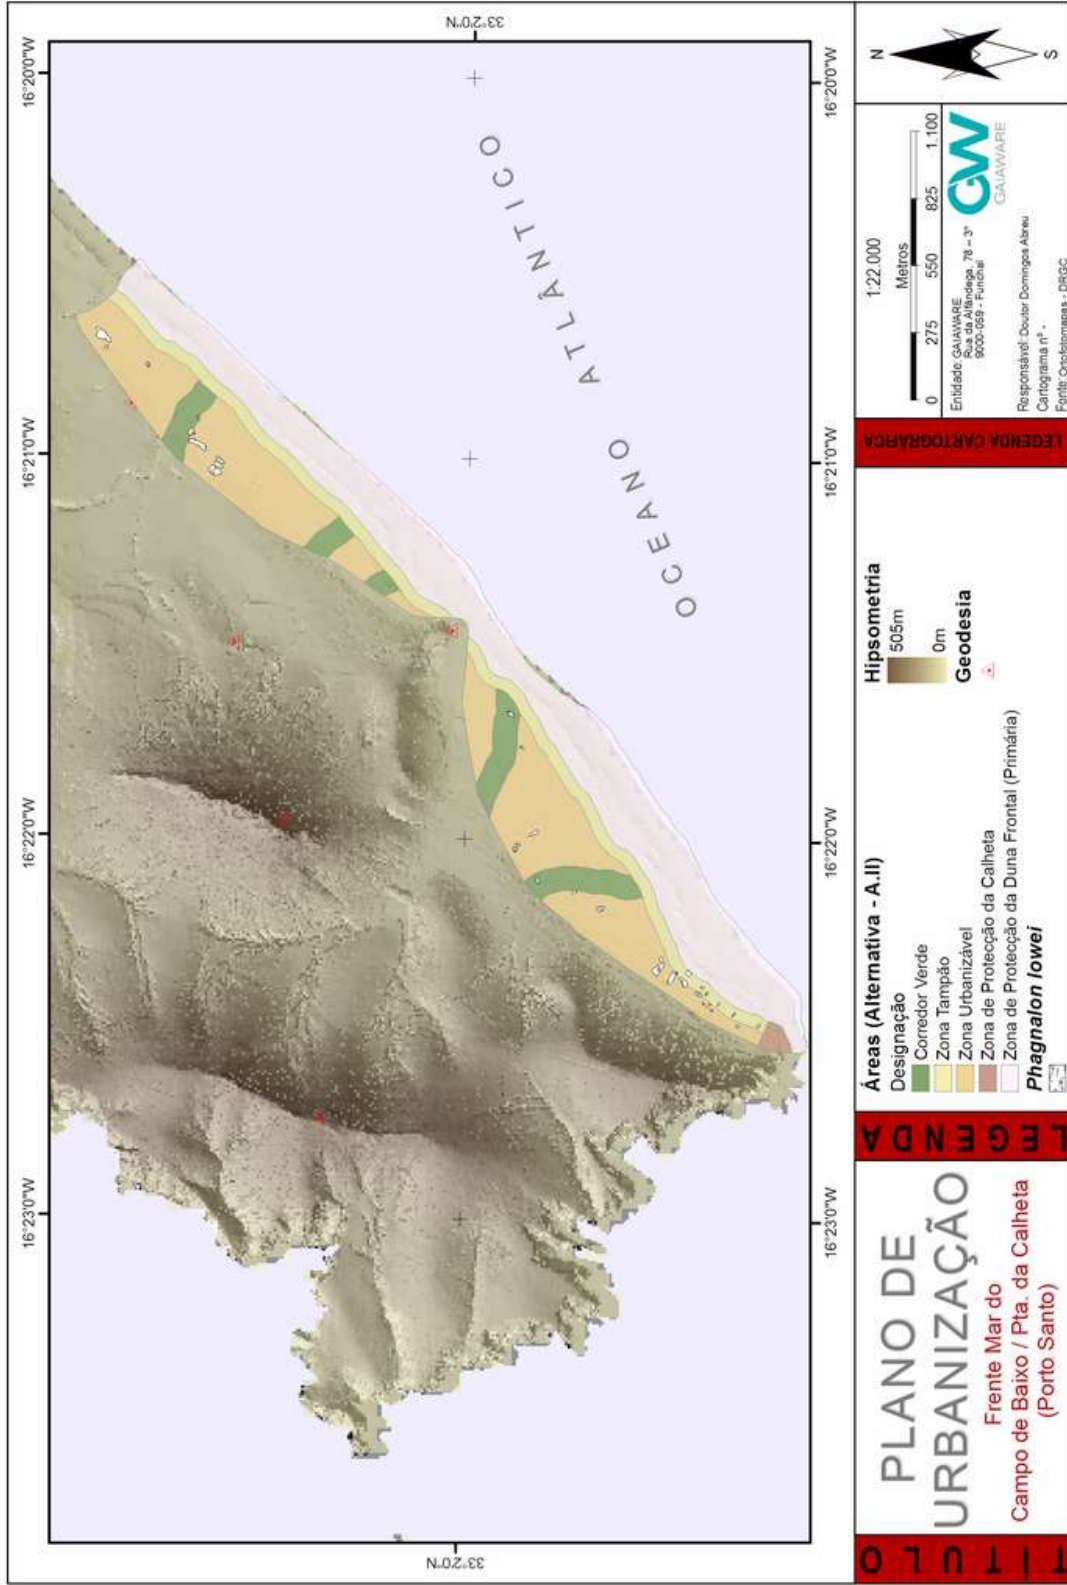 16°23'0"W
16°22'0"W
16°21'0"W
16°20'0"W
33°2'0"N
33°2'0"N
OCEANO ATLÂNTICO
16°23'0"W
16°22'0"W
16°21'0"W
16°20'0"W
TÍTULO
PLANO DE
URBANIZAÇÃO
Frente Mar do
Campo de Baixo / Pta. da Calheta
(Porto Santo)
LEGENDA
Áreas (Alternativa - A.II)
Designação
Corredor Verde
Zona Tampão
Zona Urbanizável
Zona de Protecção da Calheta
Zona de Protecção da Duna Frontal (Primária)
Phagnalon lowei
Hipsometria
505m
0m
Geodesia
LEGENDA CARTOGRÁFICA
1:22.000
Metros
0 275 550 825 1.100
Entidade: GAIAWARE
Rua da Alfândega, 78 – 3º
9000-059 - Funchal
GW
GAIAWARE
Responsável: Doutor Domingos Abreu
Cartograma nº -
Fonte: Ortofotomapas - DRGC
N
S